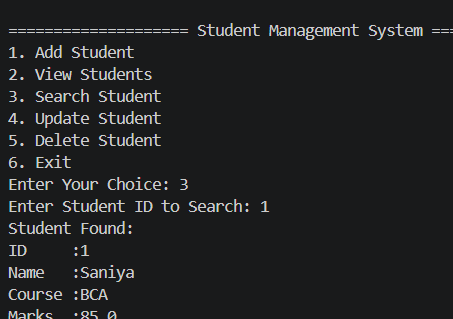 ==================== Student Management System ===
1. Add Student
2. View Students
3. Search Student
4. Update Student
5. Delete Student
6. Exit
Enter Your Choice: 3
Enter Student ID to Search: 1
Student Found:
ID     :1
Name   :Saniya
Course :BCA
Marks  :85.0